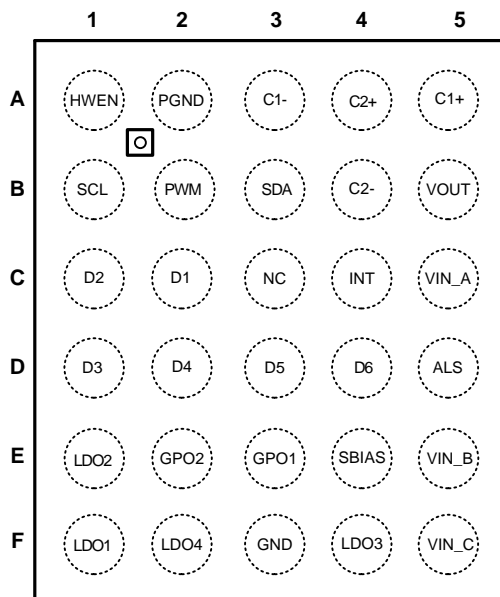 1 2 3 4 5
A HWEN PGND C1- C2+ C1+
B SCL PWM SDA C2- VOUT
C D2 D1 NC INT VIN_A
D D3 D4 D5 D6 ALS
E LDO2 GPO2 GPO1 SBIAS VIN_B
F LDO1 LDO4 GND LDO3 VIN_C